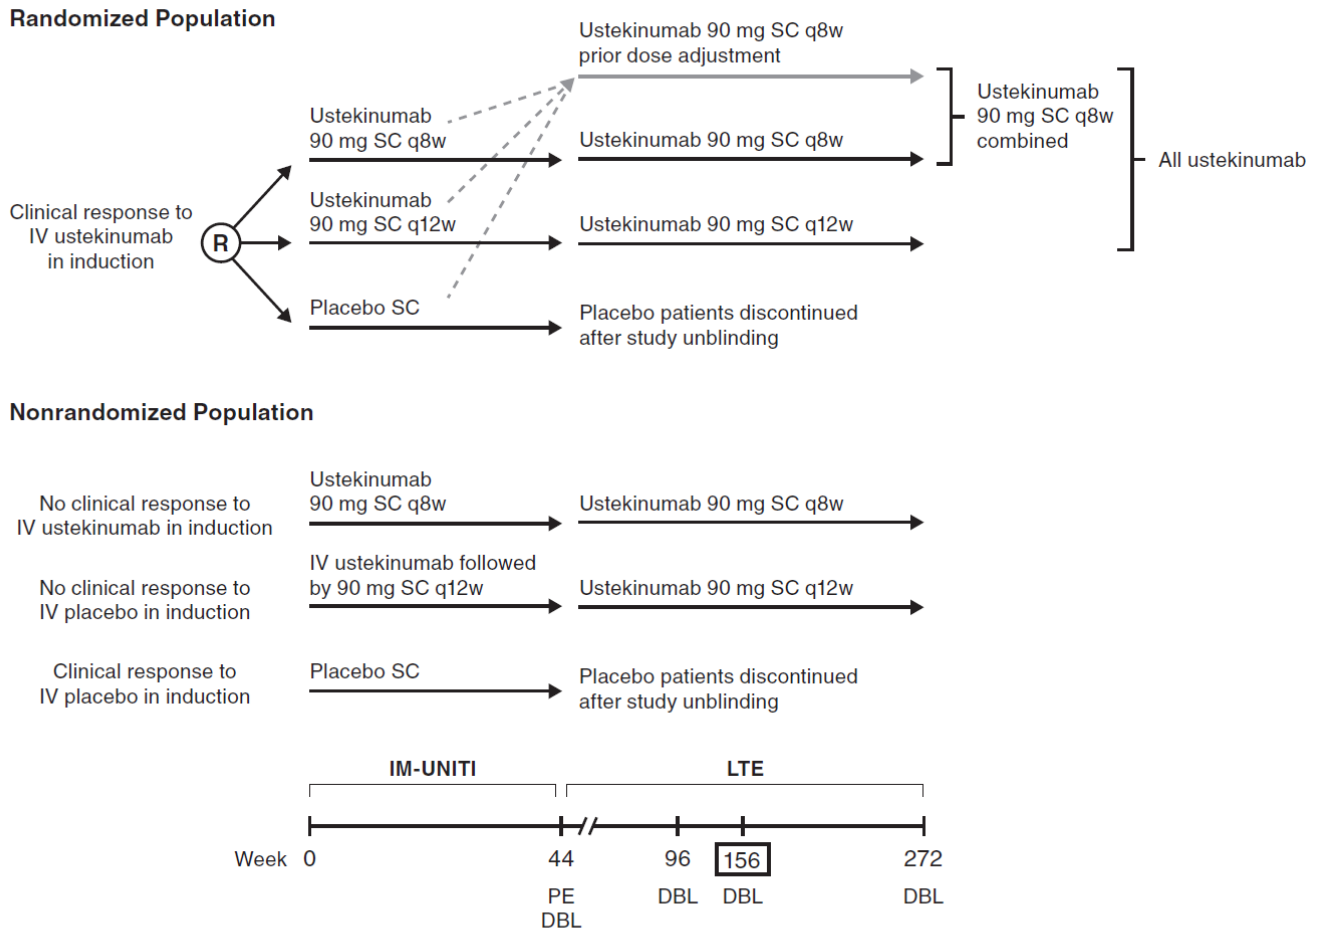 Randomized Population
Ustekinumab 90 mg SC q8w
prior dose adjustment
Ustekinumab
90 mg SC q8w
combined
All ustekinumab
Ustekinumab
90 mg SC q8w
Ustekinumab 90 mg SC q8w
Clinical response to
IV ustekinumab
in induction
R
Ustekinumab
90 mg SC q12w
Ustekinumab 90 mg SC q12w
Placebo SC
Placebo patients discontinued
after study unblinding
Nonrandomized Population
No clinical response to
IV ustekinumab in induction
Ustekinumab
90 mg SC q8w
Ustekinumab 90 mg SC q8w
No clinical response to
IV placebo in induction
IV ustekinumab followed
by 90 mg SC q12w
Ustekinumab 90 mg SC q12w
Clinical response to
IV placebo in induction
Placebo SC
Placebo patients discontinued
after study unblinding
IM-UNITI
LTE
Week 0 44 96 156 272
PE DBL DBL DBL
DBL